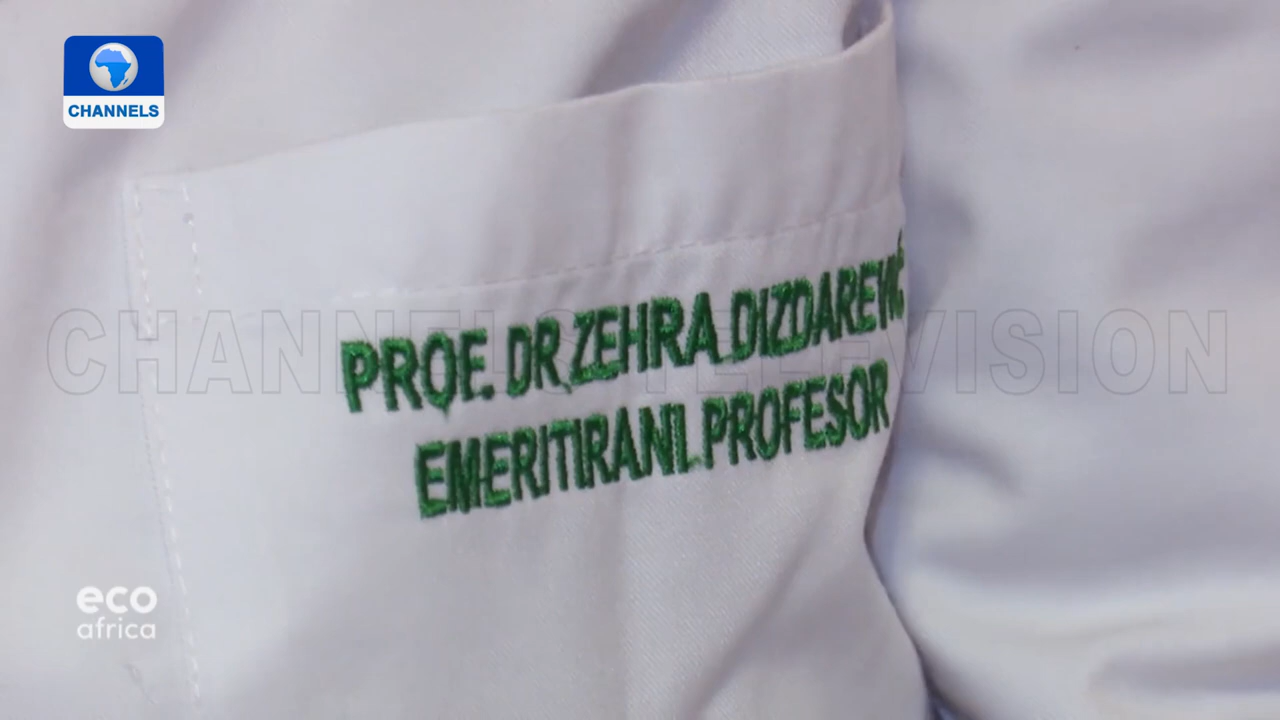 CHANNELS
PROF. DR ZEHRA DIZDAREVIĆ
EMERITIRANI PROFESOR
CHANNELS TELEVISION
eco
africa